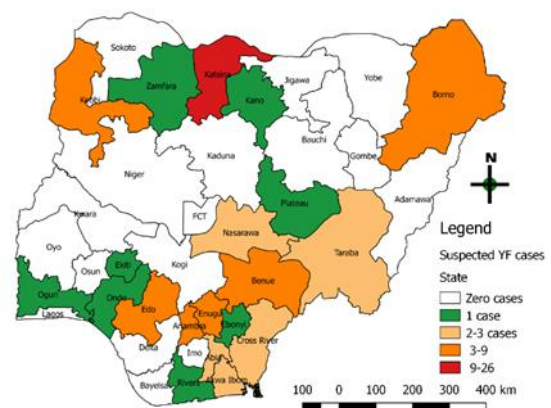 Sokoto
Katsina
Jigawa
Yobe
Borno
Zamfara
Kano
Kebbi
Bauchi
Gombe
Kaduna
Niger
Adamawa
Plateau
N
FCT
Nasarawa
Taraba
Kwara
Oyo
Osun
Ekiti
Kogi
Benue
Ogun
Lagos
Ondo
Edo
Enugu
Anambra
Ebonyi
Cross River
Delta
Imo
Abia
Bayelsa
Rivers
Akwa Ibom
Legend
Suspected YF cases
State
Zero cases
1 case
2-3 cases
3-9
9-26
100 0 100 200 300 400 km